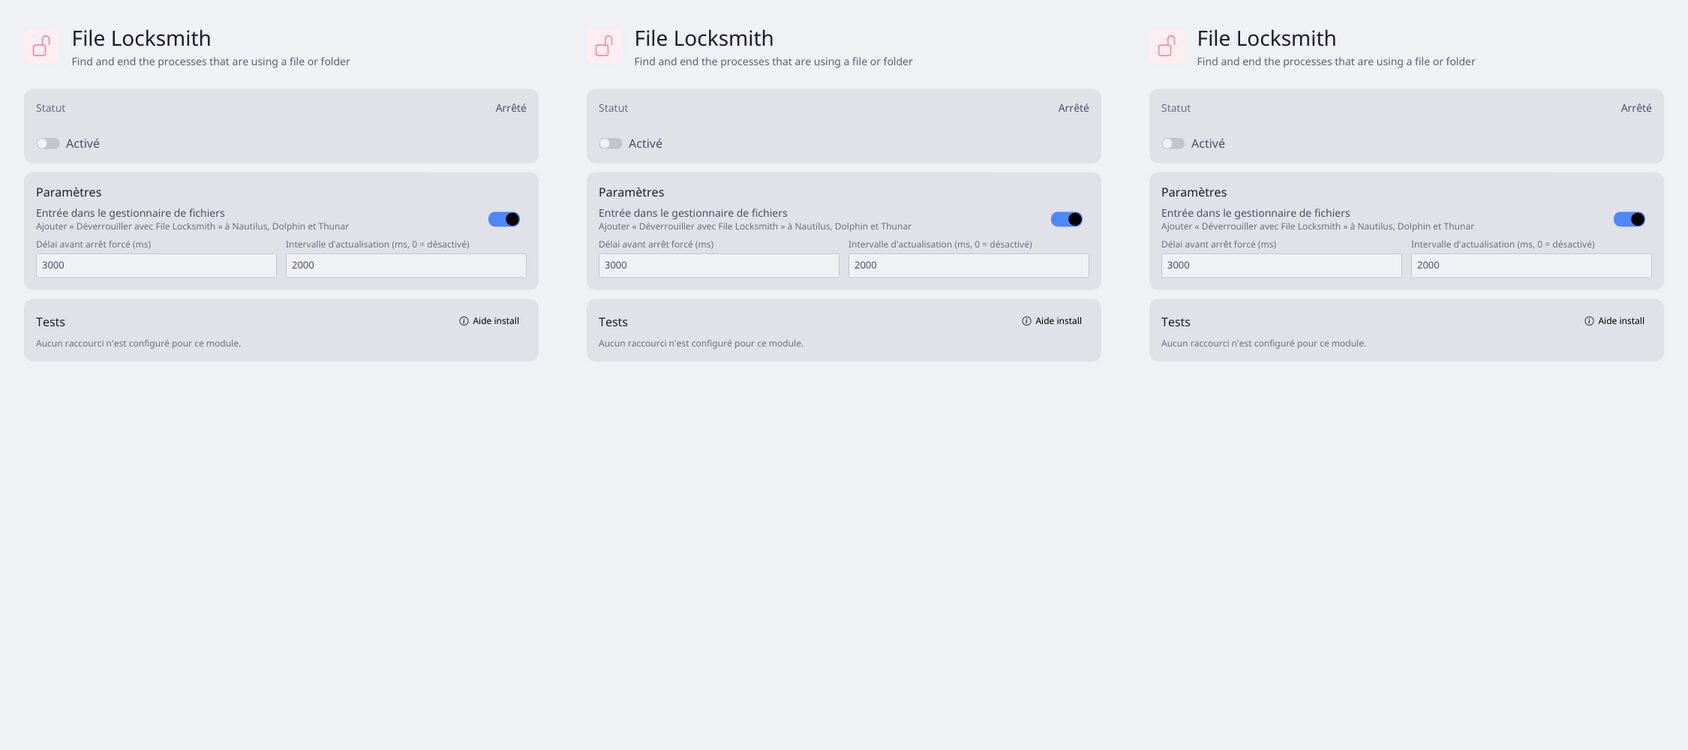 File Locksmith
Find and end the processes that are using a file or folder
Statut
Arrêté
Activé
Paramètres
Entrée dans le gestionnaire de fichiers
Ajouter « Déverrouiller avec File Locksmith » à Nautilus, Dolphin et Thunar
Délai avant arrêt forcé (ms)
Intervalle d'actualisation (ms, 0 = désactivé)
3000
2000
Tests
Aide install
Aucun raccourci n'est configuré pour ce module.
File Locksmith
Find and end the processes that are using a file or folder
Statut
Arrêté
Activé
Paramètres
Entrée dans le gestionnaire de fichiers
Ajouter « Déverrouiller avec File Locksmith » à Nautilus, Dolphin et Thunar
Délai avant arrêt forcé (ms)
Intervalle d'actualisation (ms, 0 = désactivé)
3000
2000
Tests
Aide install
Aucun raccourci n'est configuré pour ce module.
File Locksmith
Find and end the processes that are using a file or folder
Statut
Arrêté
Activé
Paramètres
Entrée dans le gestionnaire de fichiers
Ajouter « Déverrouiller avec File Locksmith » à Nautilus, Dolphin et Thunar
Délai avant arrêt forcé (ms)
Intervalle d'actualisation (ms, 0 = désactivé)
3000
2000
Tests
Aide install
Aucun raccourci n'est configuré pour ce module.